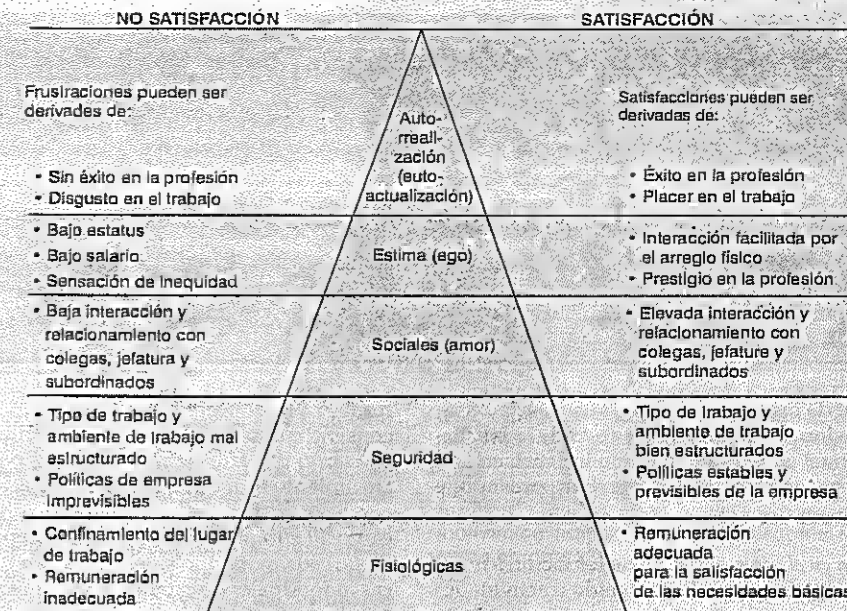 NO SATISFACCIÓN
SATISFACCIÓN
Frustraciones pueden ser
derivades de:
Satisfacciones pueden ser
derivadas de:
Auto-
rreali-
zación
(euto-
actualización)
• Sin éxito en la profesión
• Disgusto en el trabajo
• Éxito en la profesión
• Placer en el trabajo
• Bajo estatus
• Bajo salario
• Sensación de Inequidad
Estima (ego)
• Interacción facilitada por
el arreglo físico
• Prestigio en la profesión
• Baja interacción y
relacionamiento con
colegas, jefatura y
subordinados
Sociales (amor)
• Elevada interacción y
relacionamiento con
colegas, jefature y
subordinados
• Tipo de trabajo y
ambiente de trabajo mal
estructurado
• Políticas de empresa
Imprevisibles
Seguridad
• Tipo de trabajo y
ambiente de trabajo
bien estructurados
• Políticas estables y
previsibles de la empresa
• Confinamiento del lugar
de trabajo
• Remuneración
inadecuada
Fisiológicas
• Remuneración
adecuada
para la salisfacción
de las necesidades básicas